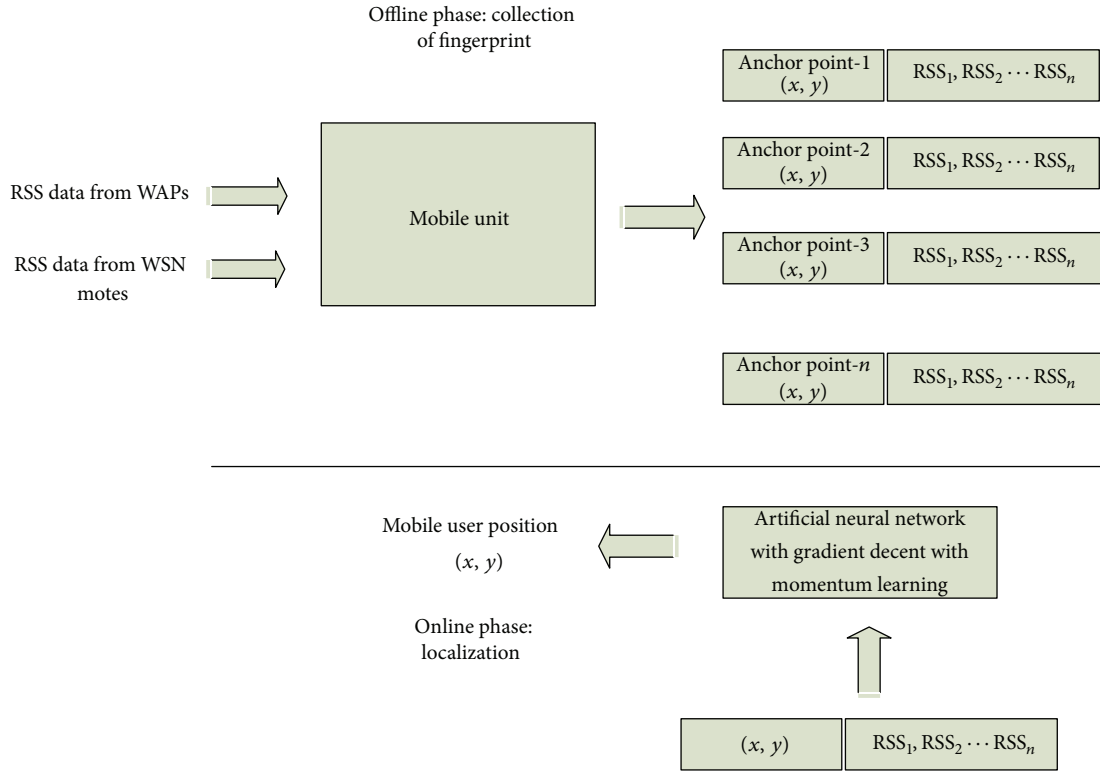 Offline phase: collection
of fingerprint
RSS data from WAPs
RSS data from WSN
motes
Mobile unit
Anchor point-1
(x, y)
RSS₁, RSS₂ ⋯ RSSₙ
Anchor point-2
(x, y)
RSS₁, RSS₂ ⋯ RSSₙ
Anchor point-3
(x, y)
RSS₁, RSS₂ ⋯ RSSₙ
Anchor point-n
(x, y)
RSS₁, RSS₂ ⋯ RSSₙ
Mobile user position
(x, y)
Artificial neural network
with gradient decent with
momentum learning
Online phase:
localization
(x, y)
RSS₁, RSS₂ ⋯ RSSₙ